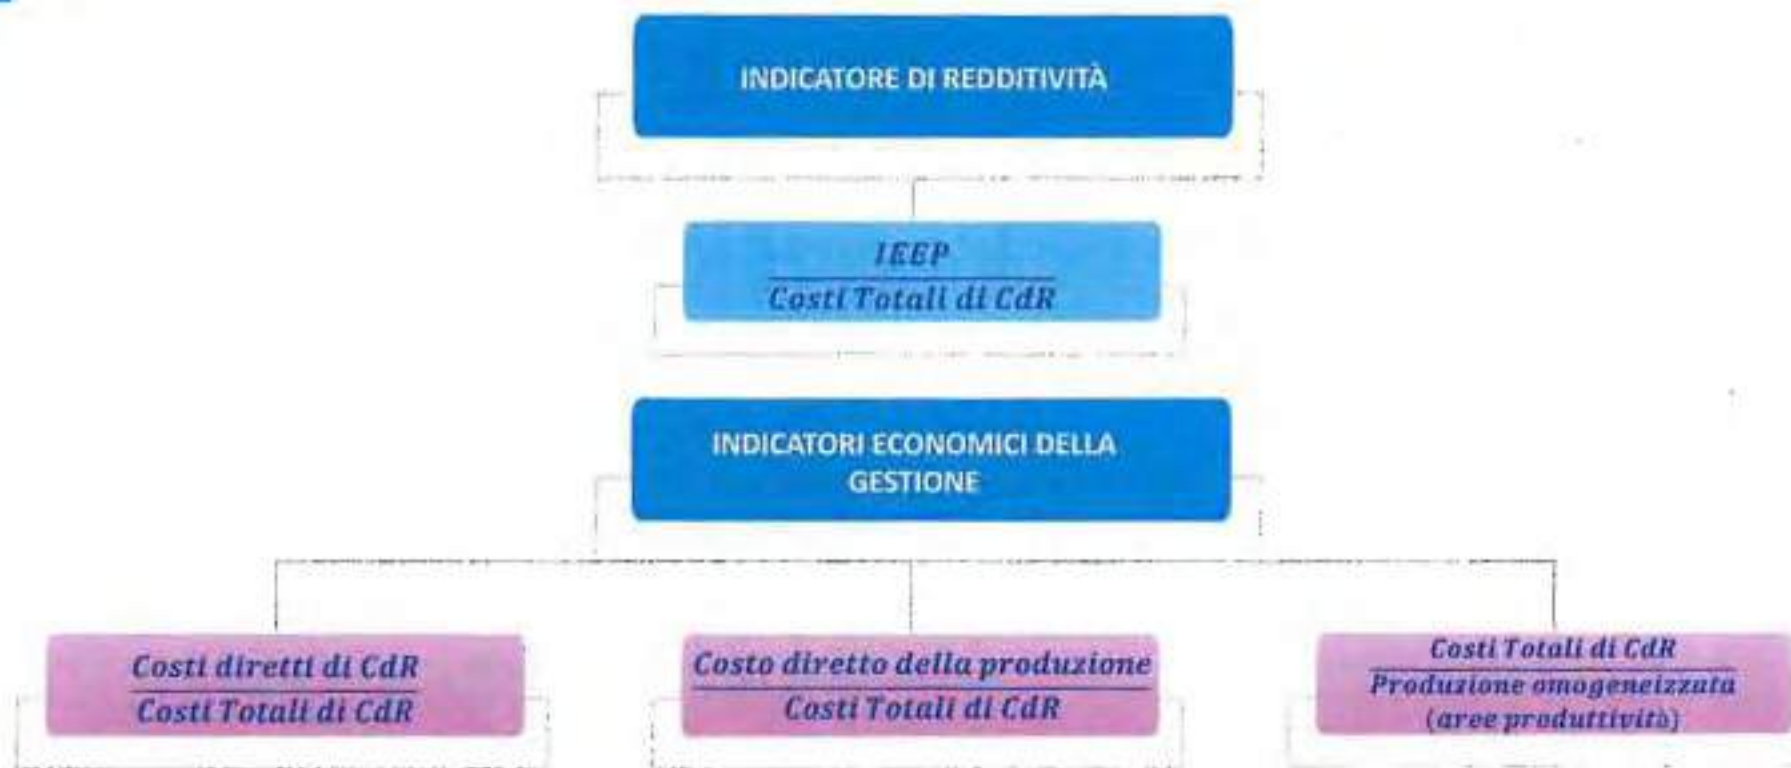 INDICATORE DI REDDITIVITÀ
IEEP
Costi Totali di CdR
INDICATORI ECONOMICI DELLA
GESTIONE
Costi diretti di CdR
Costi Totali di CdR
Costo diretto della produzione
Costi Totali di CdR
Costi Totali di CdR
Produzione omogeneizzata
(aree produttività)